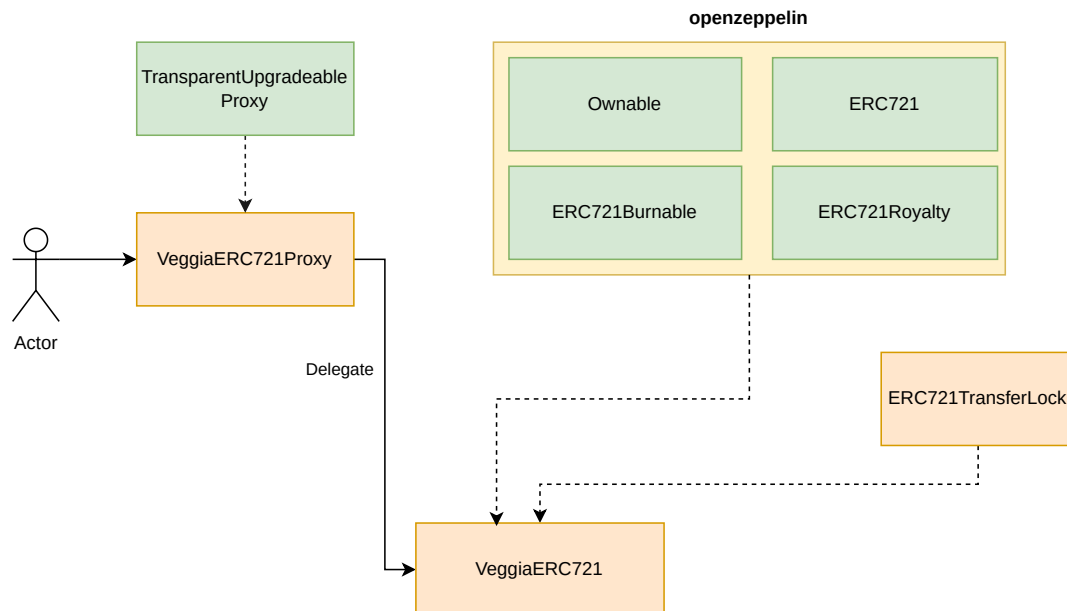 openzeppelin
TransparentUpgradeable
Proxy
Ownable
ERC721
ERC721Burnable
ERC721Royalty
VeggiaERC721Proxy
Actor
Delegate
ERC721TransferLock
VeggiaERC721